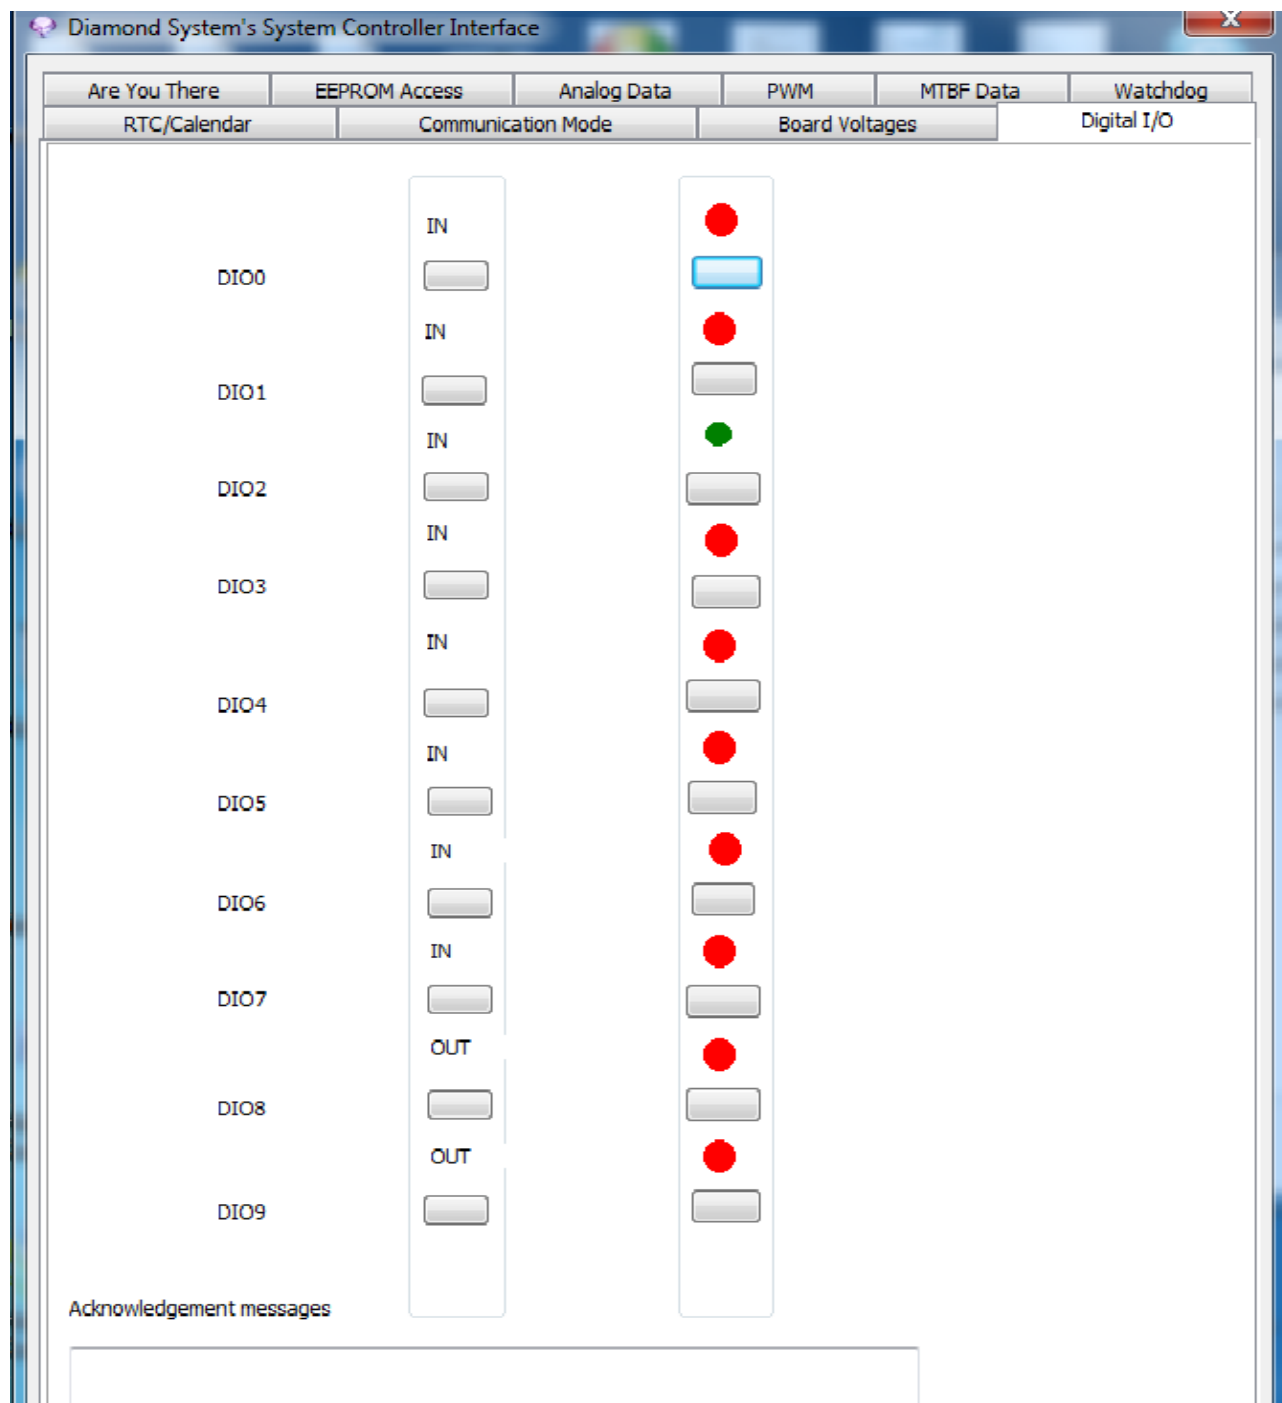 Diamond System's System Controller Interface
Are You There EEPROM Access Analog Data PWM MTBF Data Watchdog
RTC/Calendar Communication Mode Board Voltages Digital I/O
IN
DIO0
IN
DIO1
IN
DIO2
IN
DIO3
IN
DIO4
IN
DIO5
IN
DIO6
IN
DIO7
OUT
DIO8
OUT
DIO9
Acknowledgement messages